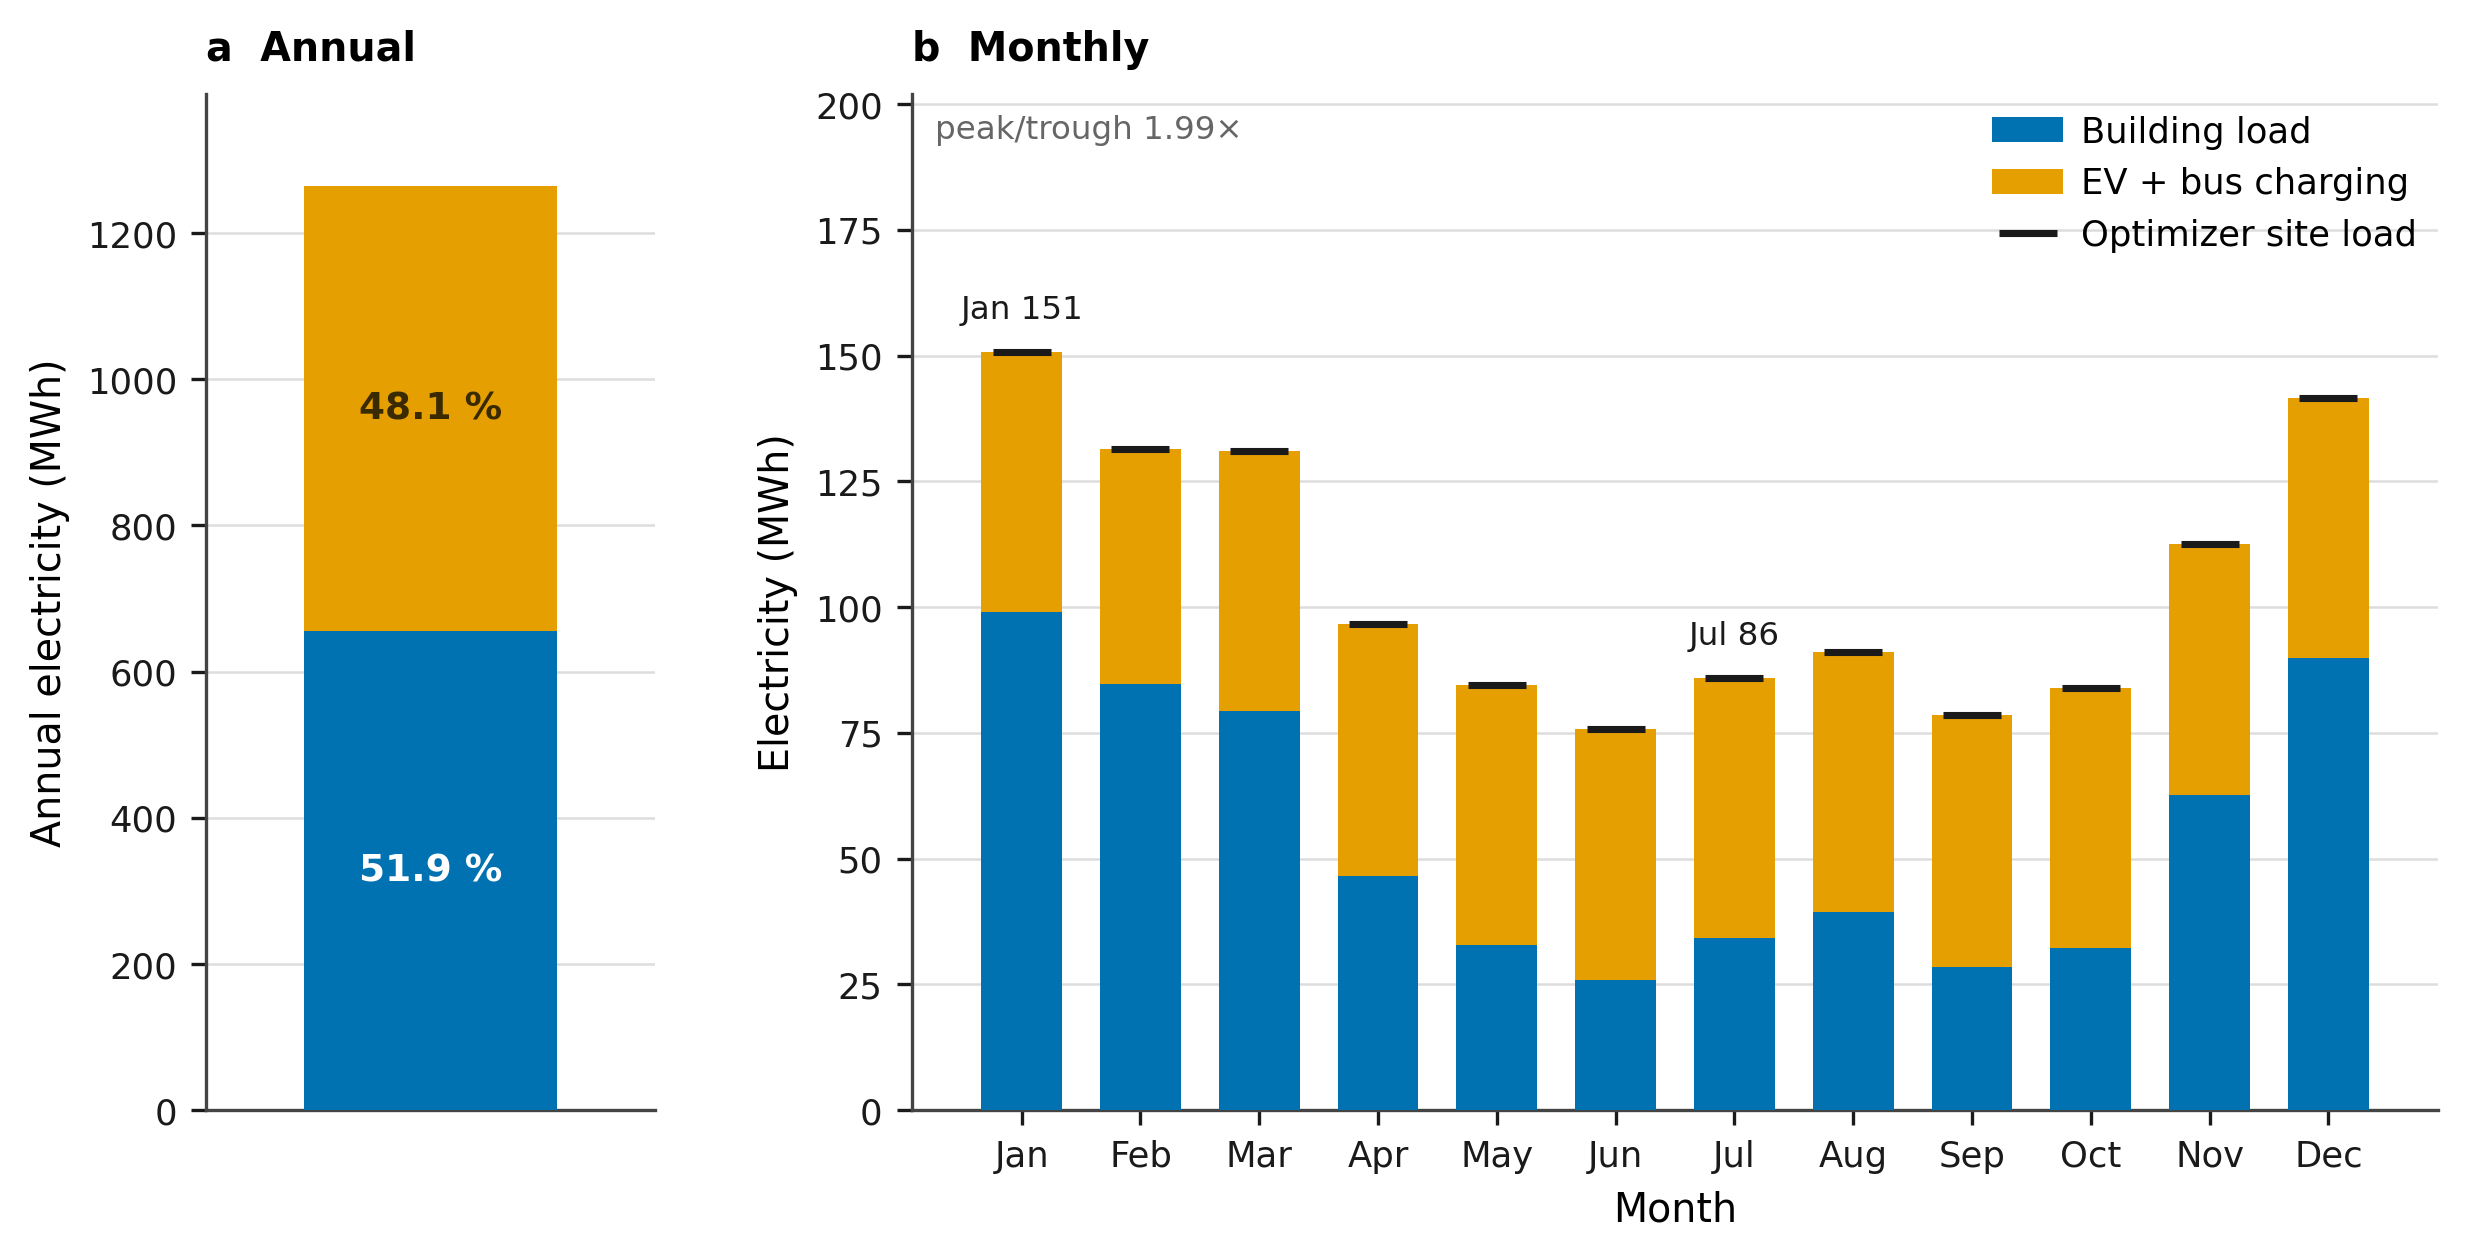 a Annual
Annual electricity (MWh)
1200
1000
800
600
400
200
0
48.1 %
51.9 %
b Monthly
Electricity (MWh)
200
175
150
125
100
75
50
25
0
peak/trough 1.99×
Building load
EV + bus charging
Optimizer site load
Jan 151
Jul 86
Jan Feb Mar Apr May Jun Jul Aug Sep Oct Nov Dec
Month